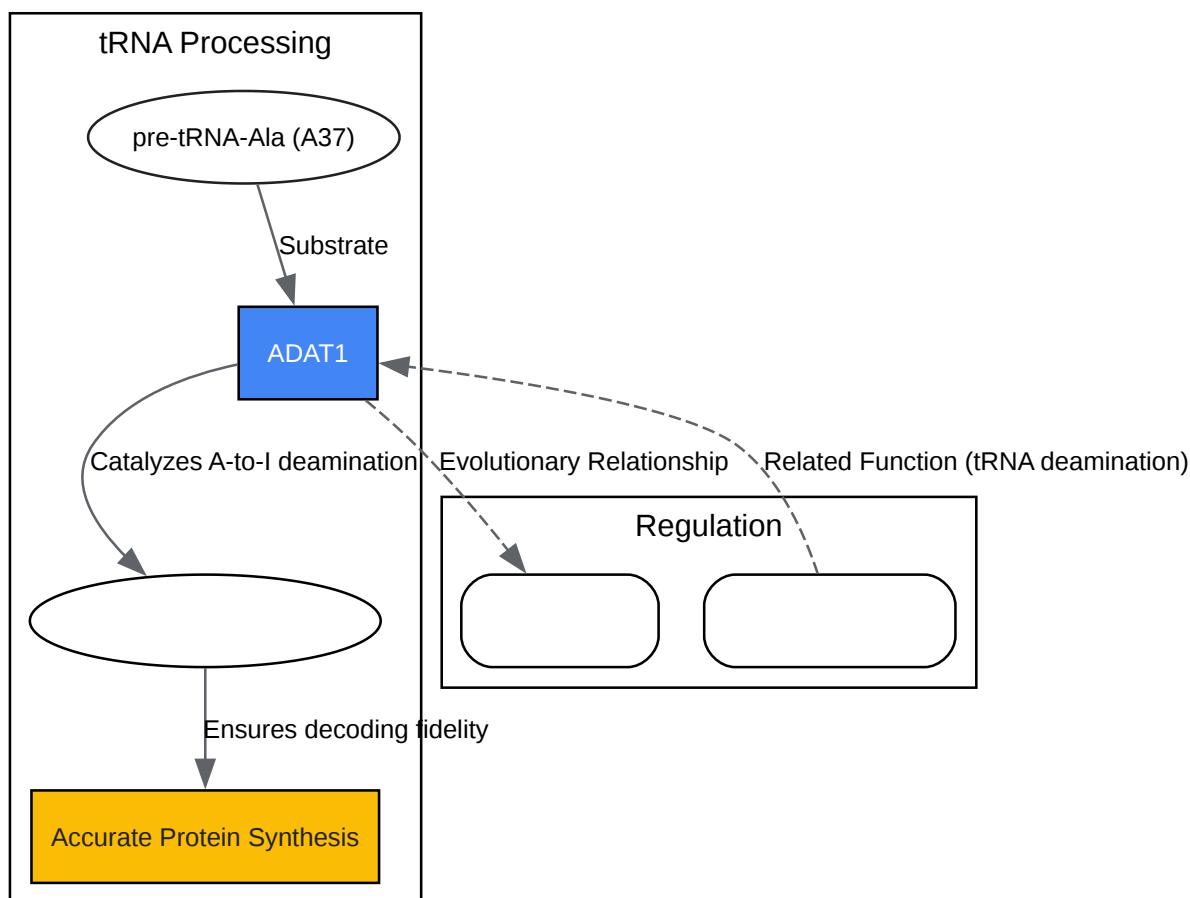 tRNA Processing
pre-tRNA-Ala (A37)
Substrate
ADAT1
Catalyzes A-to-I deamination
Evolutionary Relationship
Related Function (tRNA deamination)
Regulation
Ensures decoding fidelity
Accurate Protein Synthesis